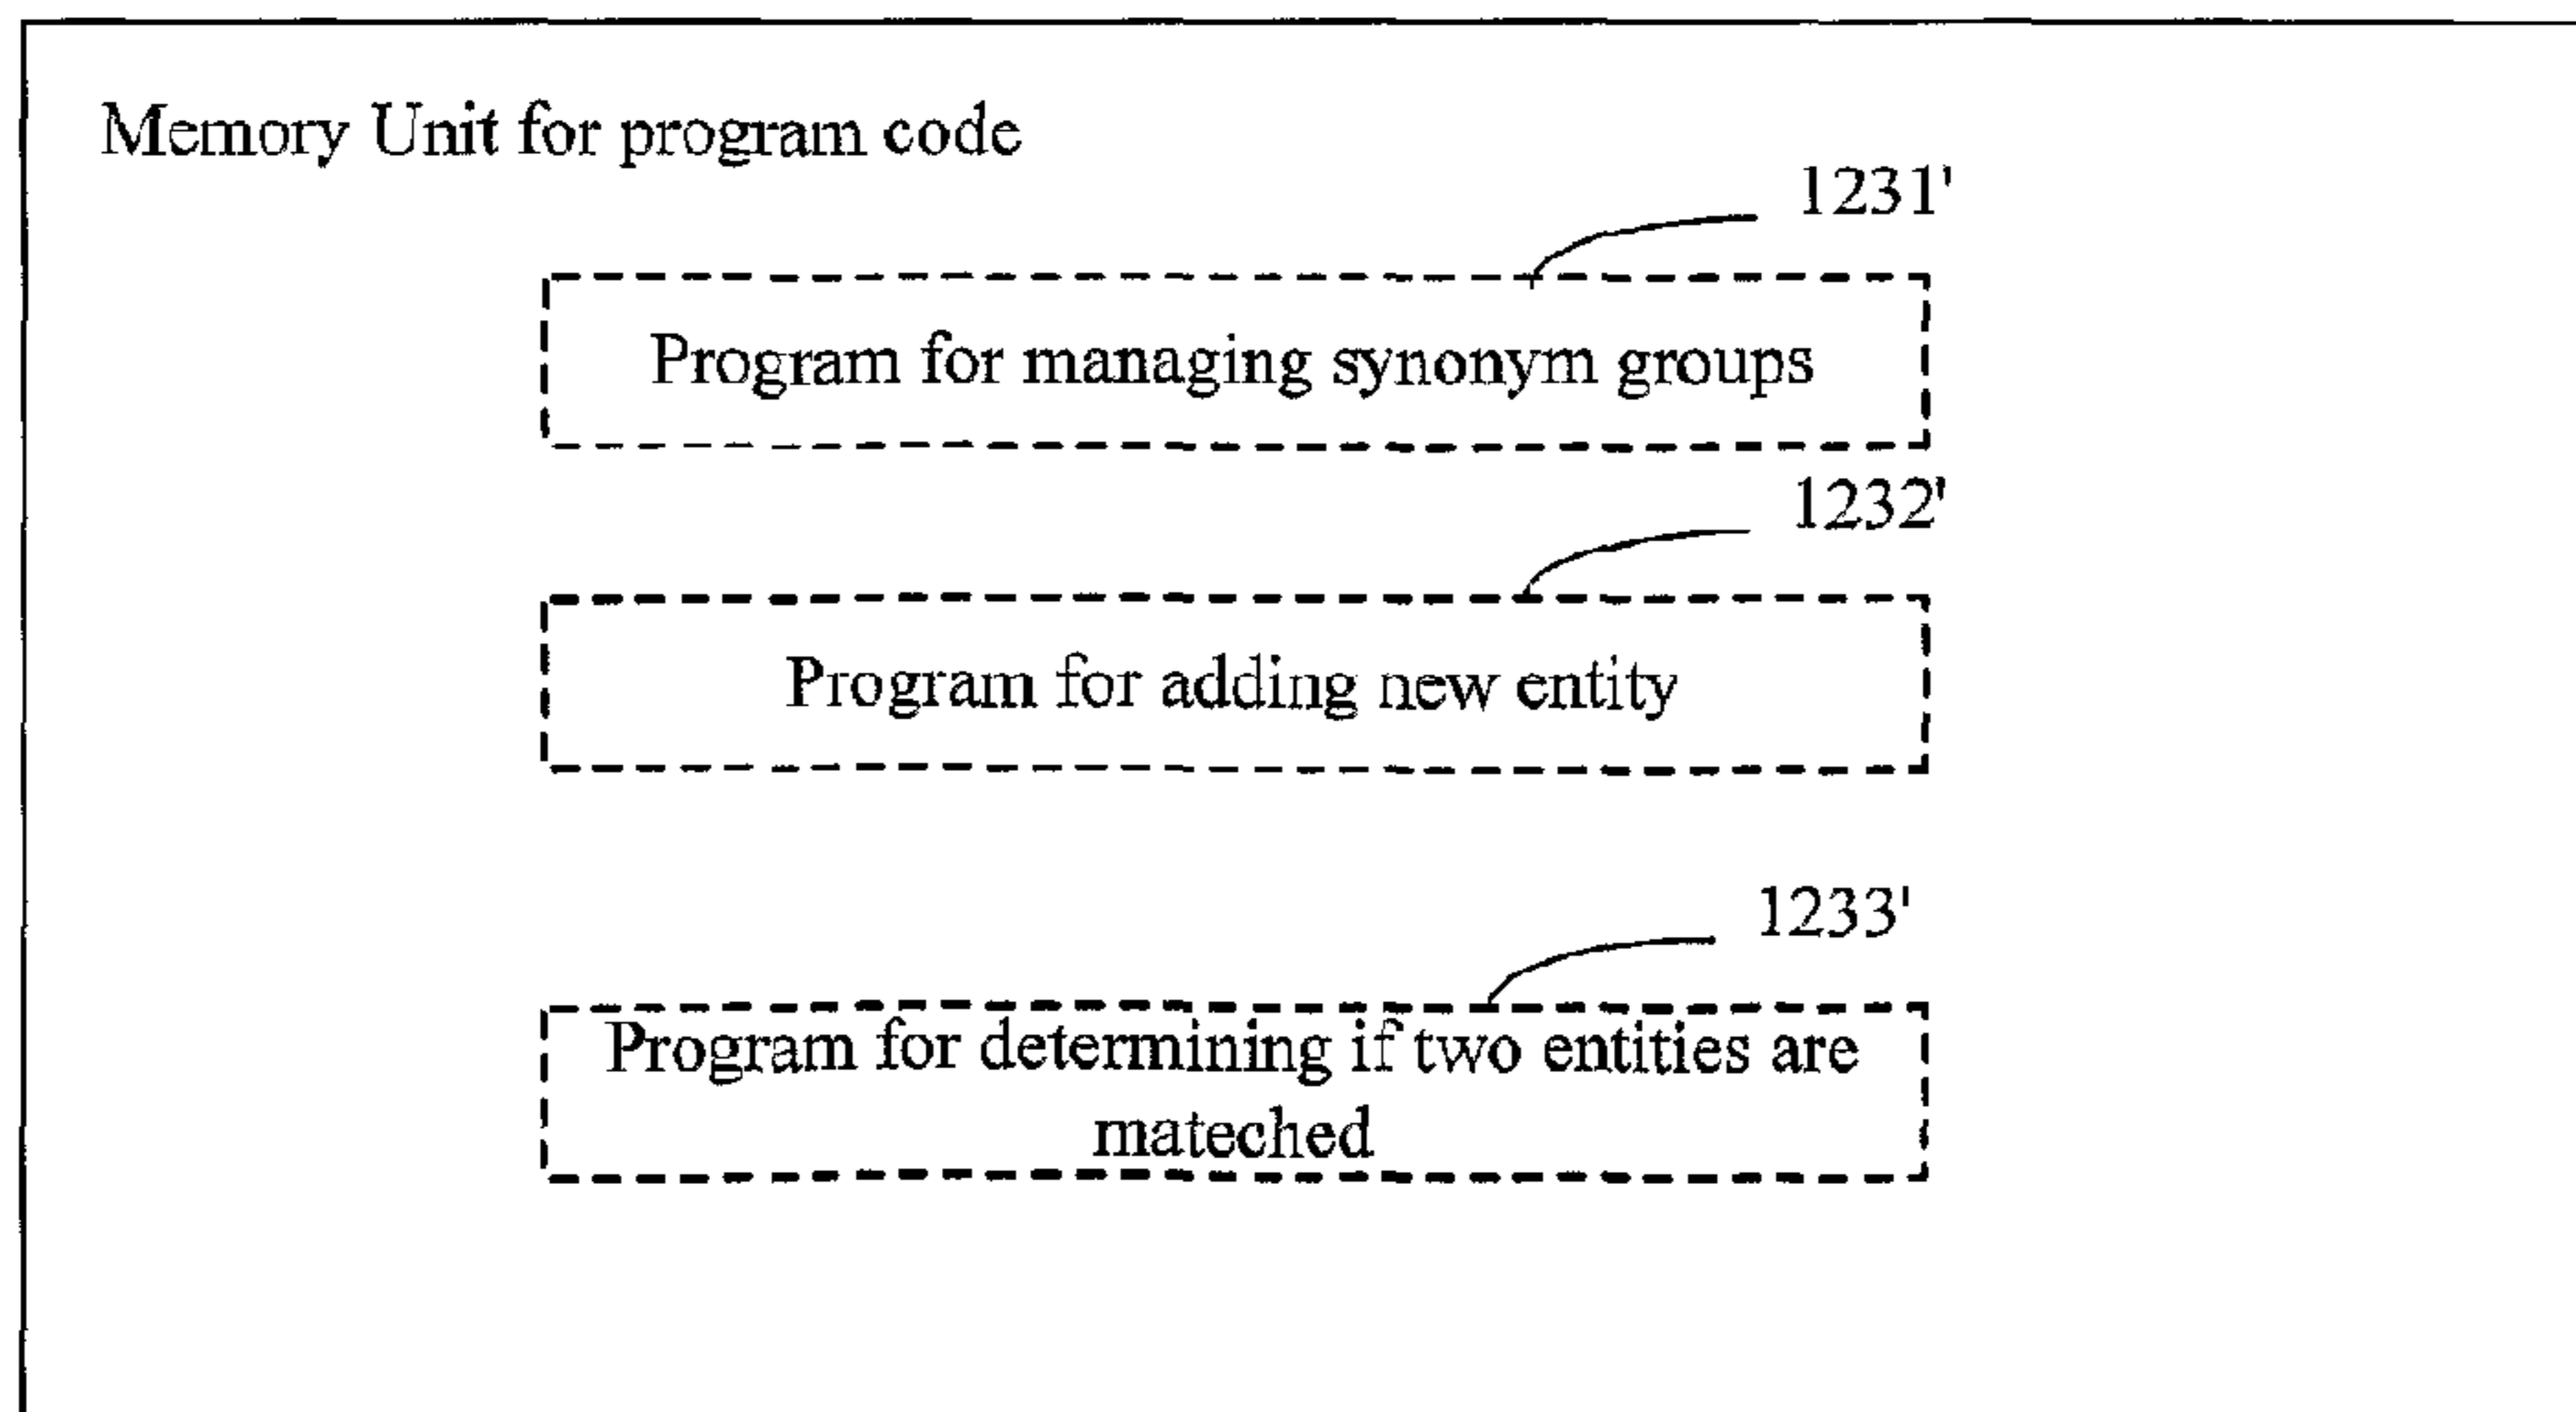 Memory Unit for program code
1231'
Program for managing synonym groups
1232'
Program for adding new entity
1233'
Program for determining if two entities are
mateched